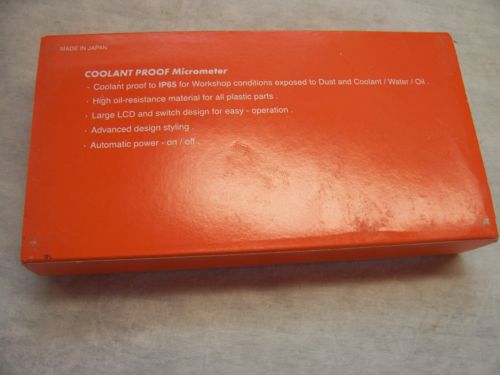 MADE IN JAPAN
COOLANT PROOF Micrometer
· Coolant proof to IP65 for Workshop conditions exposed to Dust and Coolant / Water / Oil .
· High oil-resistance material for all plastic parts .
· Large LCD and switch design for easy - operation .
· Advanced design styling .
· Automatic power - on / off .